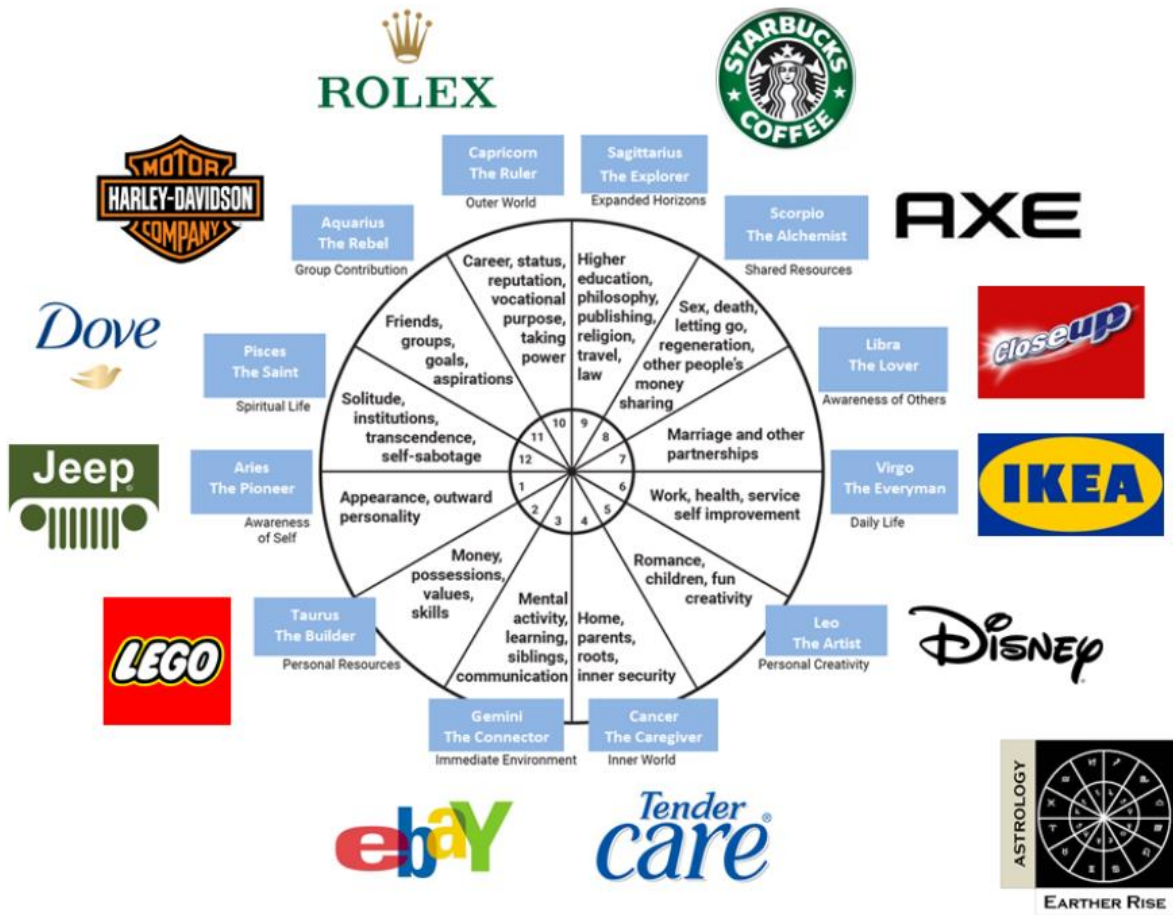 ROLEX
STARBUCKS
COFFEE
MOTOR
HARLEY-DAVIDSON
COMPANY
Capricorn
The Ruler
Outer World
Sagittarius
The Explorer
Expanded Horizons
Aquarius
The Rebel
Group Contribution
Scorpio
The Alchemist
Shared Resources
AXE
Dove
Pisces
The Saint
Spiritual Life
Libra
The Lover
Awareness of Others
Closeup
Jeep
Aries
The Pioneer
Awareness
of Self
Virgo
The Everyman
Daily Life
IKEA
LEGO
Taurus
The Builder
Personal Resources
Leo
The Artist
Personal Creativity
Disney
Gemini
The Connector
Immediate Environment
Cancer
The Caregiver
Inner World
ebaY
Tender
care®
Career, status,
reputation,
vocational
purpose,
taking
power
Higher
education,
philosophy,
publishing,
religion,
travel,
law
Friends,
groups,
goals,
aspirations
Sex, death,
letting go,
regeneration,
other people's
money
sharing
Solitude,
institutions,
transcendence,
self-sabotage
Marriage and other
partnerships
Appearance, outward
personality
Work, health, service
self improvement
Money,
possessions,
values,
skills
Romance,
children, fun
creativity
Mental
activity,
learning,
siblings,
communication
Home,
parents,
roots,
inner security
10
9
11
8
12
7
1
6
2
5
3
4
ASTROLOGY
EARTHER RISE